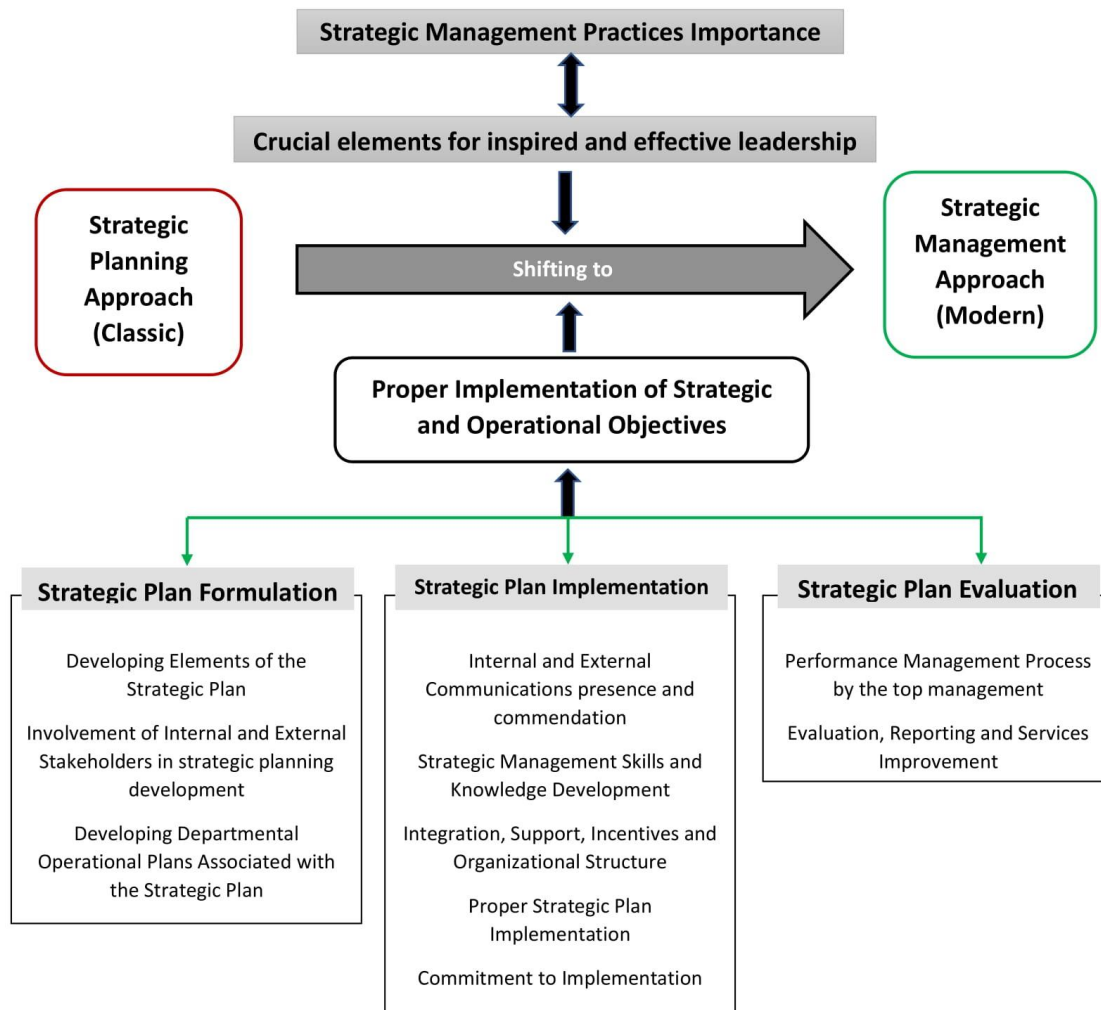 Strategic Management Practices Importance
Crucial elements for inspired and effective leadership
Strategic
Planning
Approach
(Classic)
Shifting to
Strategic
Management
Approach
(Modern)
Proper Implementation of Strategic
and Operational Objectives
Strategic Plan Formulation
Developing Elements of the
Strategic Plan
Involvement of Internal and External
Stakeholders in strategic planning
development
Developing Departmental
Operational Plans Associated with
the Strategic Plan
Strategic Plan Implementation
Internal and External
Communications presence and
commendation
Strategic Management Skills and
Knowledge Development
Integration, Support, Incentives and
Organizational Structure
Proper Strategic Plan
Implementation
Commitment to Implementation
Strategic Plan Evaluation
Performance Management Process
by the top management
Evaluation, Reporting and Services
Improvement